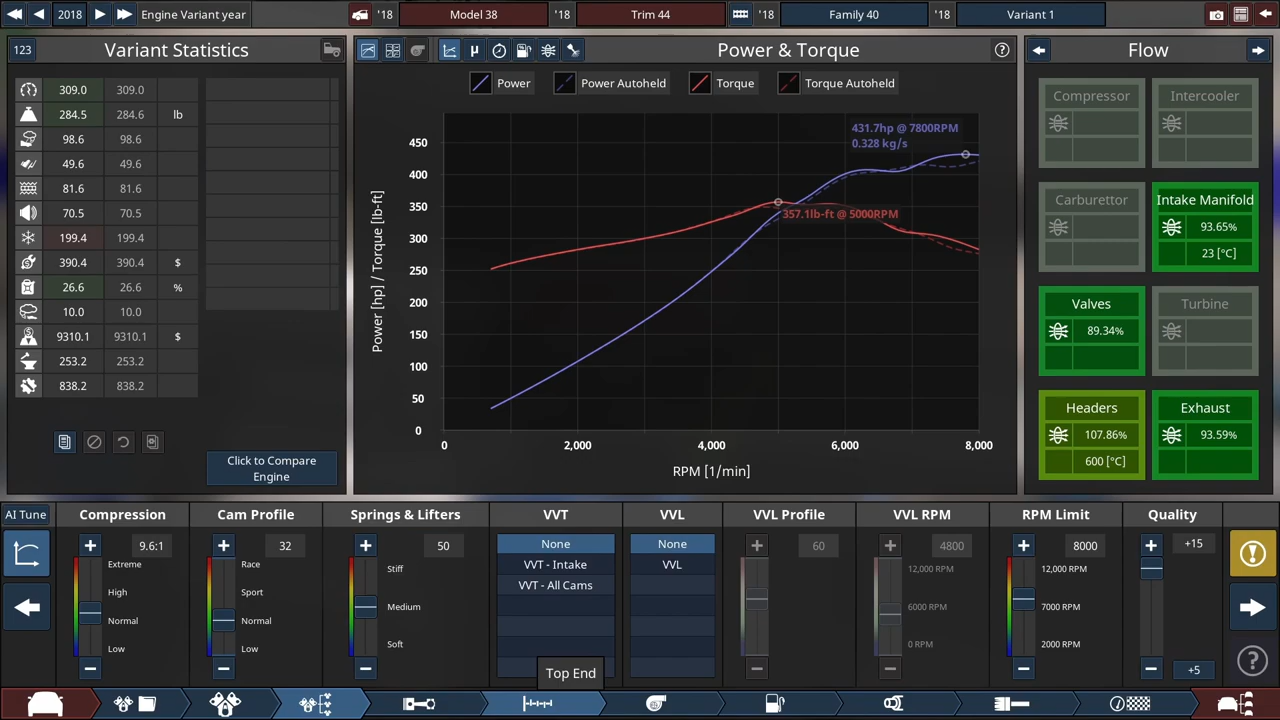 2018
Engine Variant year
'18
Model 38
'18
Trim 44
'18
Family 40
'18
Variant 1
123
Variant Statistics
309.0 309.0
284.5 284.6 lb
98.6 98.6
49.6 49.6
81.6 81.6
70.5 70.5
199.4 199.4
390.4 390.4 $
26.6 26.6 %
10.0 10.0
9310.1 9310.1 $
253.2 253.2
838.2 838.2
Click to Compare
Engine
μ
Power & Torque
?
Power
Power Autoheld
Torque
Torque Autoheld
Power [hp] / Torque [lb-ft]
450
400
350
300
250
200
150
100
50
0
431.7hp @ 7800RPM
0.328 kg/s
357.1lb-ft @ 5000RPM
0 2,000 4,000 6,000 8,000
RPM [1/min]
Flow
Compressor
Intercooler
Carburettor
Intake Manifold
93.65%
23 [°C]
Valves
89.34%
Turbine
Headers
107.86%
600 [°C]
Exhaust
93.59%
AI Tune
Compression
9.6:1
Extreme
High
Normal
Low
Cam Profile
32
Race
Sport
Normal
Low
Springs & Lifters
50
Stiff
Medium
Soft
VVT
None
VVT - Intake
VVT - All Cams
VVL
None
VVL
VVL Profile
60
VVL RPM
4800
12,000 RPM
6000 RPM
0 RPM
RPM Limit
8000
12,000 RPM
7000 RPM
2000 RPM
Quality
+15
+5
?
Top End